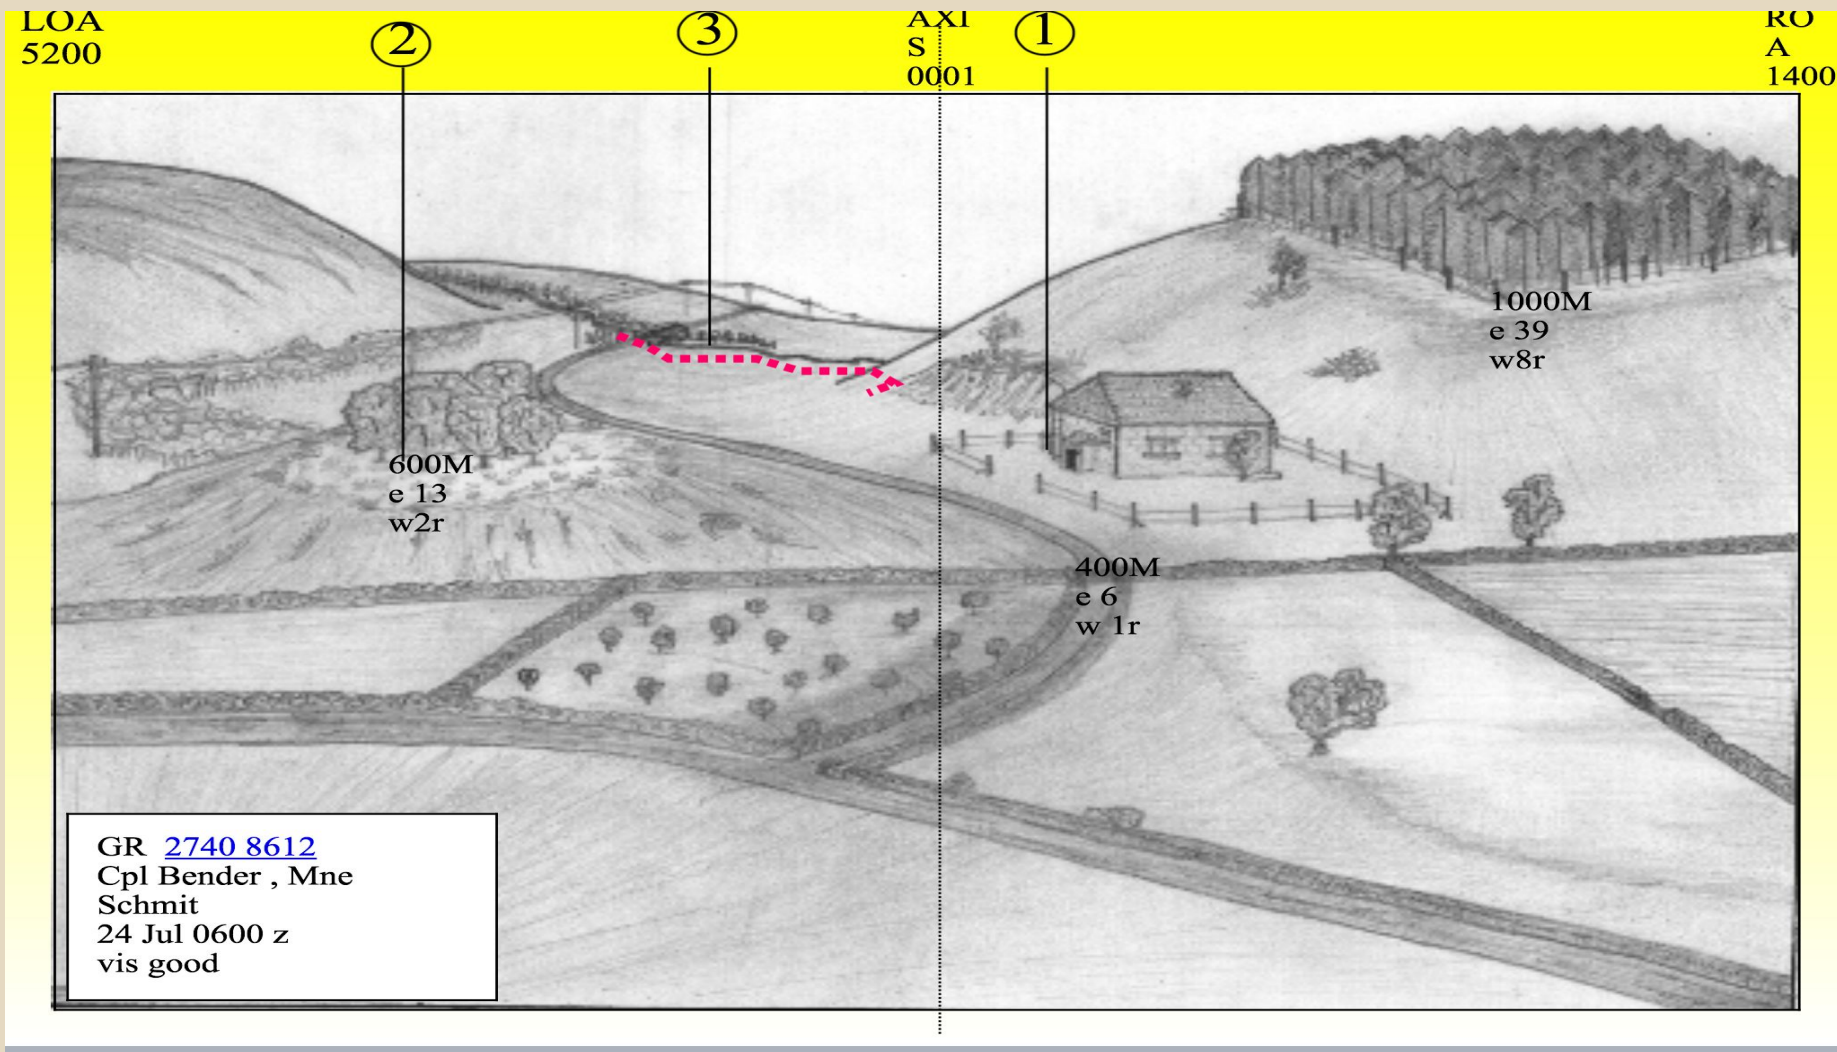 LOA
5200
2
3
AXI
S
0001
1
RO
A
1400
1000M
e 39
w8r
600M
e 13
w2r
400M
e 6
w 1r
GR 2740 8612
Cpl Bender , Mne
Schmit
24 Jul 0600 z
vis good